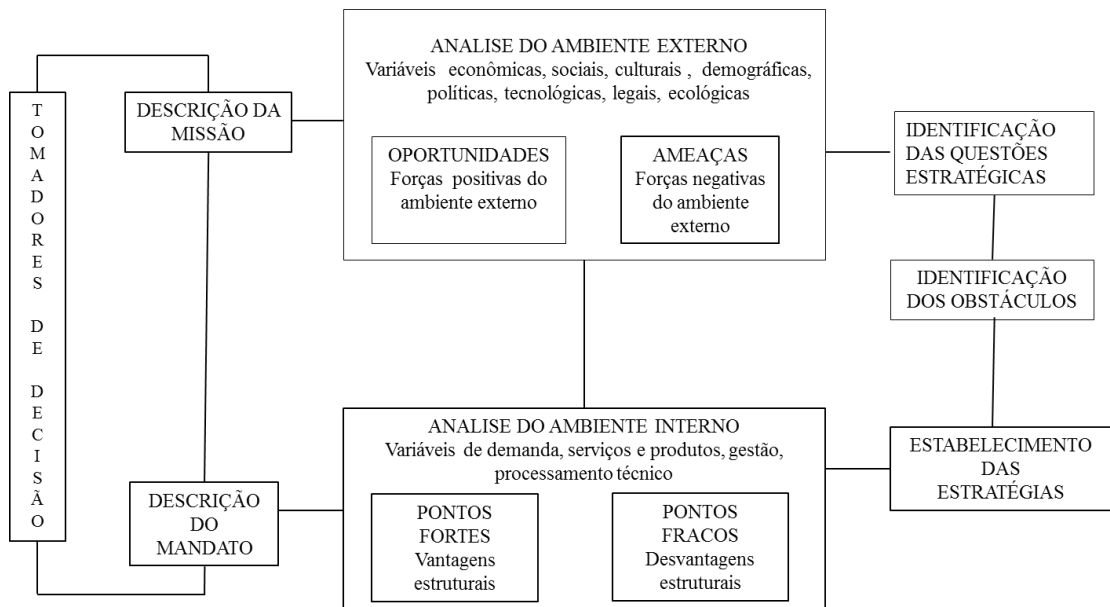 TOMADORES DE DECISÃO
DESCRIÇÃO DA
MISSÃO
DESCRIÇÃO
DO
MANDATO
ANALISE DO AMBIENTE EXTERNO
Variáveis econômicas, sociais, culturais , demográficas,
políticas, tecnológicas, legais, ecológicas
OPORTUNIDADES
Forças positivas do
ambiente externo
AMEAÇAS
Forças negativas
do ambiente
externo
ANALISE DO AMBIENTE INTERNO
Variáveis de demanda, serviços e produtos, gestão,
processamento técnico
PONTOS
FORTES
Vantagens
estruturais
PONTOS
FRACOS
Desvantagens
estruturais
IDENTIFICAÇÃO
DAS QUESTÕES
ESTRATÉGICAS
IDENTIFICAÇÃO
DOS OBSTÁCULOS
ESTABELECIMENTO
DAS
ESTRATÉGIAS